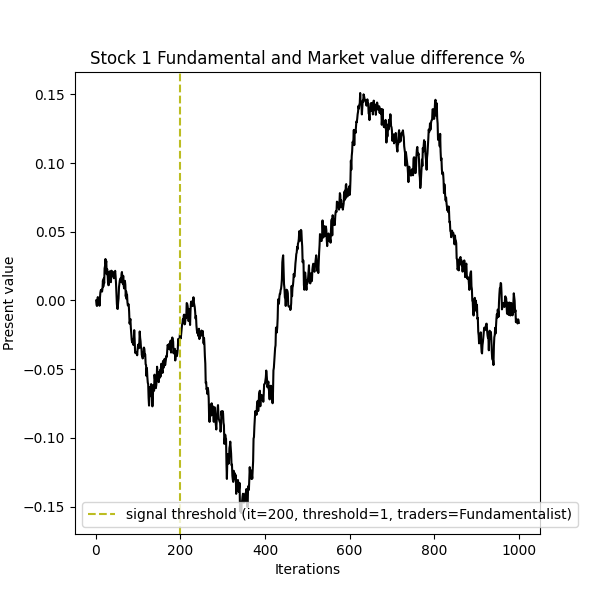 Stock 1 Fundamental and Market value difference %
0.15
0.10
0.05
0.00
−0.05
−0.10
−0.15
Present value
signal threshold (it=200, threshold=1, traders=Fundamentalist)
0 200 400 600 800 1000
Iterations